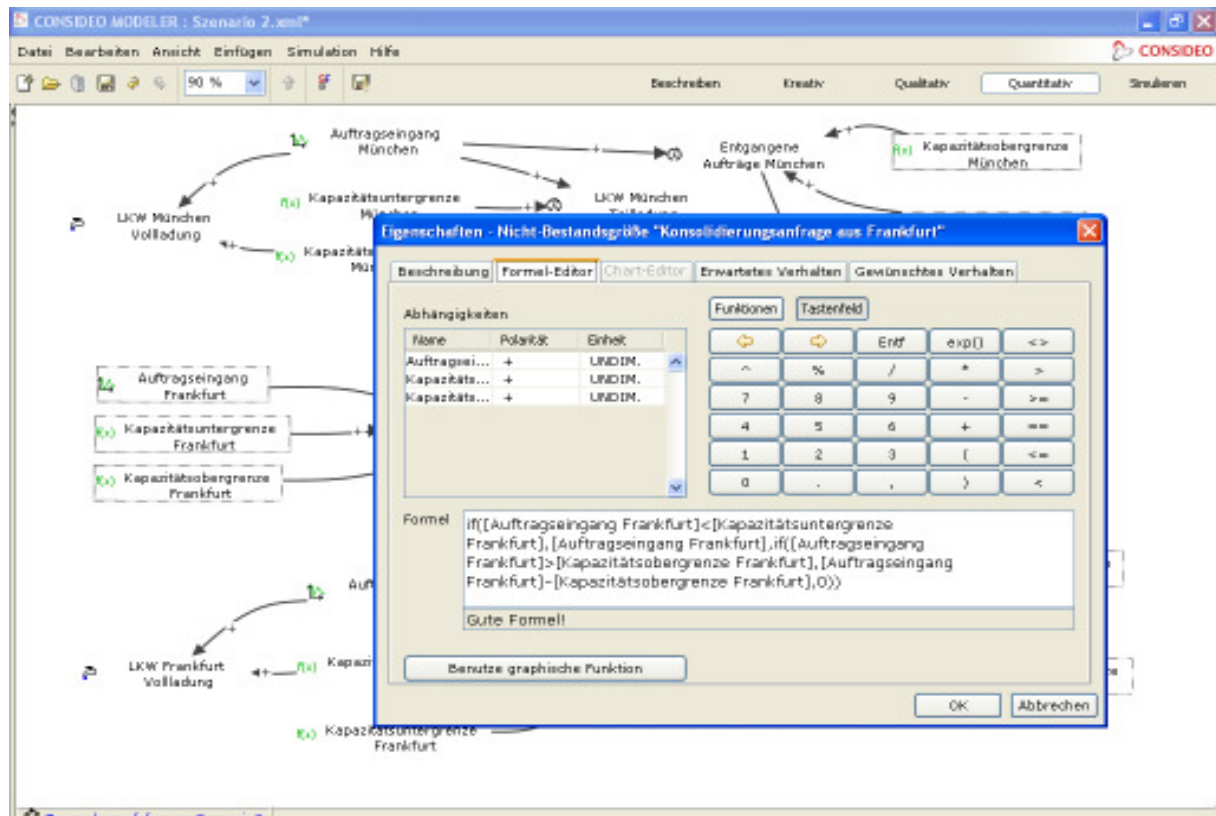 CONSIDEO MODELER : Szenario 2.xml*
Datei Bearbeiten Ansicht Einfügen Simulation Hilfe
CONSIDEO
90 %
Beschreiben Kreativ Qualitativ Quantitativ Simulieren
Auftragseingang
München
Entgangene
Aufträge München
f(x) Kapazitätsobergrenze
München
f(x) Kapazitätsuntergrenze
LKW München
LKW München
Vollladung
f(x)
Eigenschaften - Nicht-Bestandsgröße "Konsolidierungsanfrage aus Frankfurt"
Beschreibung Formel-Editor Chart-Editor Erwartetes Verhalten Gewünschtes Verhalten
Abhängigkeiten
Funktionen Tastenfeld
Name Polarität Einheit
Auftragsei... + UNDIM.
Kapazitäts... + UNDIM.
Kapazitäts... + UNDIM.
Entf exp() <>
^ % / * >
7 8 9 - >=
4 5 6 + ==
1 2 3 ( <=
0 . , ) <
Auftragseingang
Frankfurt
f(x) Kapazitätsuntergrenze
Frankfurt
f(x) Kapazitätsobergrenze
Frankfurt
Formel
if([Auftragseingang Frankfurt]<[Kapazitätsuntergrenze
Frankfurt],[Auftragseingang Frankfurt],if([Auftragseingang
Frankfurt]>[Kapazitätsobergrenze Frankfurt],[Auftragseingang
Frankfurt]-[Kapazitätsobergrenze Frankfurt],0))
Gute Formel!
Benutze graphische Funktion
OK Abbrechen
LKW Frankfurt
Vollladung
f(x)
f(x) Kapazitätsuntergrenze
Frankfurt